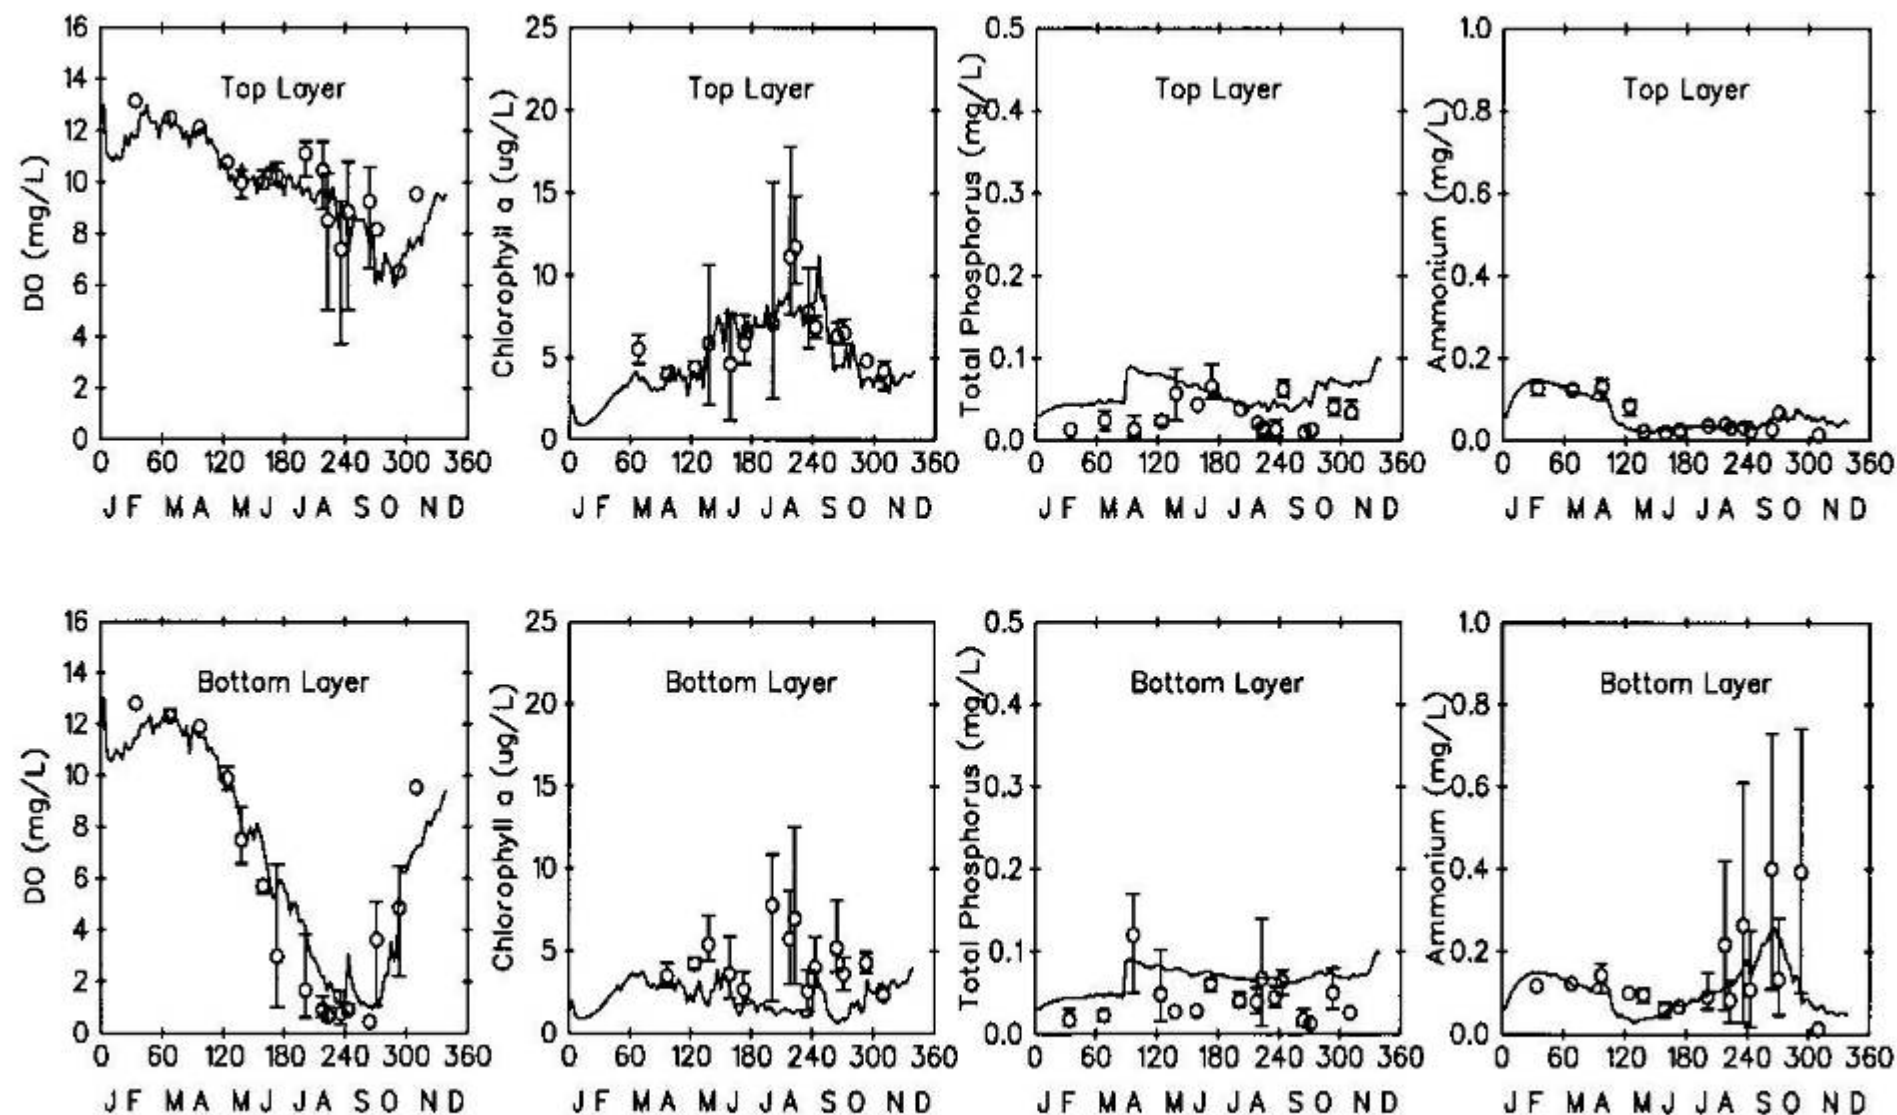 16 14 12 10 8 6 4 2 0
DO (mg/L)
Top Layer
0 60 120 180 240 300 360
J F M A M J J A S O N D
25 20 15 10 5 0
Chlorophyll a (ug/L)
Top Layer
0 60 120 180 240 300 360
J F M A M J J A S O N D
0.5 0.4 0.3 0.2 0.1 0.0
Total Phosphorus (mg/L)
Top Layer
0 60 120 180 240 300 360
J F M A M J J A S O N D
1.0 0.8 0.6 0.4 0.2 0.0
Ammonium (mg/L)
Top Layer
0 60 120 180 240 300 360
J F M A M J J A S O N D
16 14 12 10 8 6 4 2 0
DO (mg/L)
Bottom Layer
0 60 120 180 240 300 360
J F M A M J J A S O N D
25 20 15 10 5 0
Chlorophyll a (ug/L)
Bottom Layer
0 60 120 180 240 300 360
J F M A M J J A S O N D
0.5 0.4 0.3 0.2 0.1 0.0
Total Phosphorus (mg/L)
Bottom Layer
0 60 120 180 240 300 360
J F M A M J J A S O N D
1.0 0.8 0.6 0.4 0.2 0.0
Ammonium (mg/L)
Bottom Layer
0 60 120 180 240 300 360
J F M A M J J A S O N D